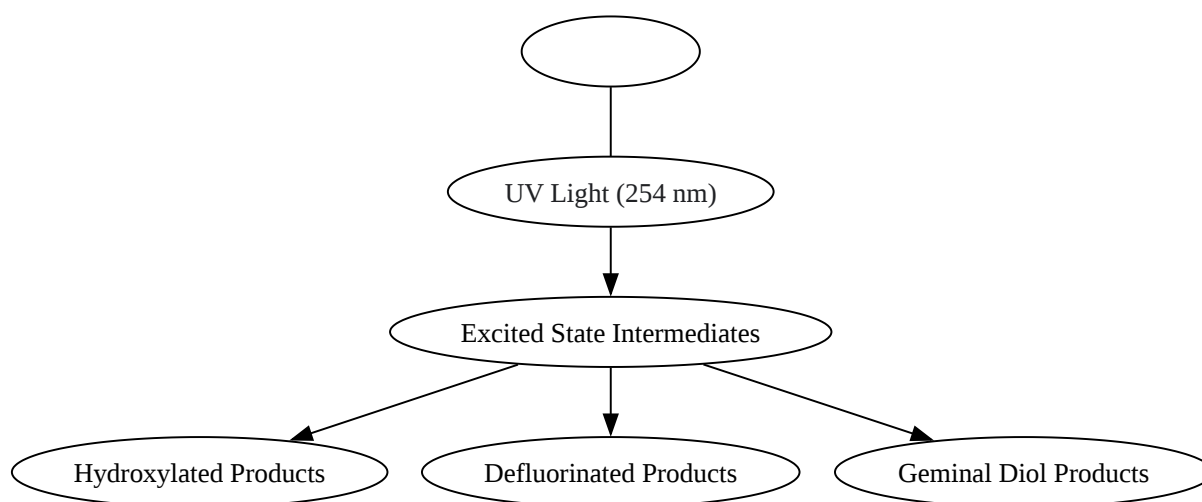 UV Light (254 nm)
Excited State Intermediates
Hydroxylated Products
Defluorinated Products
Geminal Diol Products